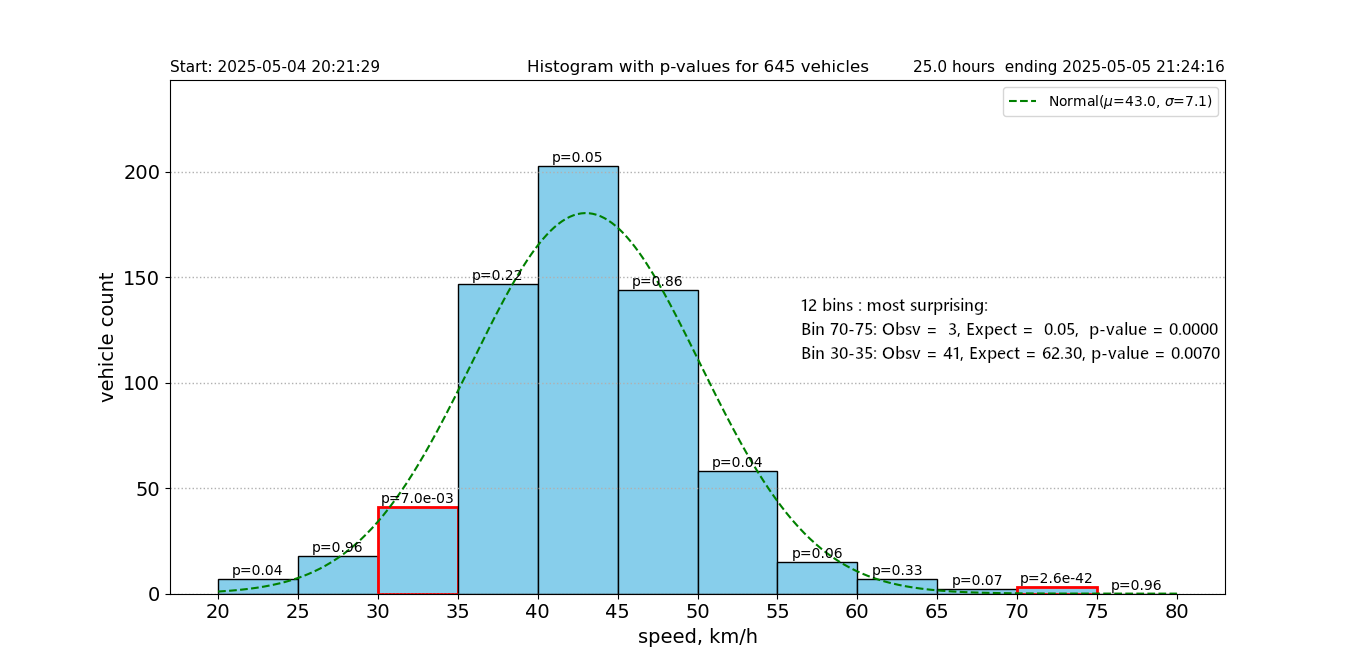 Start: 2025-05-04 20:21:29 Histogram with p-values for 645 vehicles 25.0 hours  ending 2025-05-05 21:24:16
Normal(μ=43.0, σ=7.1)
200
150
100
50
0
vehicle count
p=0.04
p=0.96
p=7.0e-03
p=0.22
p=0.05
p=0.86
p=0.04
p=0.06
p=0.33
p=0.07
p=2.6e-42
p=0.96
12 bins : most surprising:
Bin 70-75: Obsv =  3, Expect =  0.05,  p-value = 0.0000
Bin 30-35: Obsv = 41, Expect = 62.30, p-value = 0.0070
20 25 30 35 40 45 50 55 60 65 70 75 80
speed, km/h